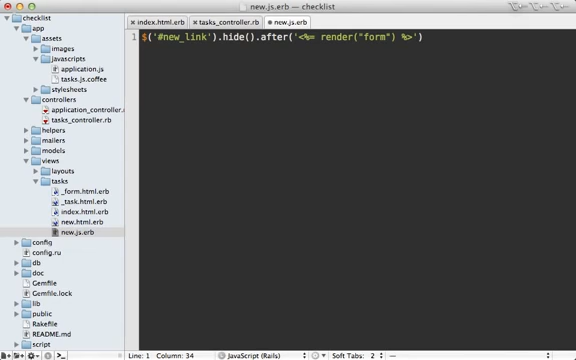 new.js.erb — checklist
checklist
app
assets
images
javascripts
application.js
tasks.js.coffee
stylesheets
controllers
application_controller.r
tasks_controller.rb
helpers
mailers
models
views
layouts
tasks
_form.html.erb
_task.html.erb
index.html.erb
new.html.erb
new.js.erb
config
config.ru
db
doc
Gemfile
Gemfile.lock
lib
public
Rakefile
README.md
script
index.html.erb tasks_controller.rb new.js.erb
1 $('#new_link').hide().after('<%= render("form") %>')
Line: 1 Column: 34 JavaScript (Rails) Soft Tabs: 2 —